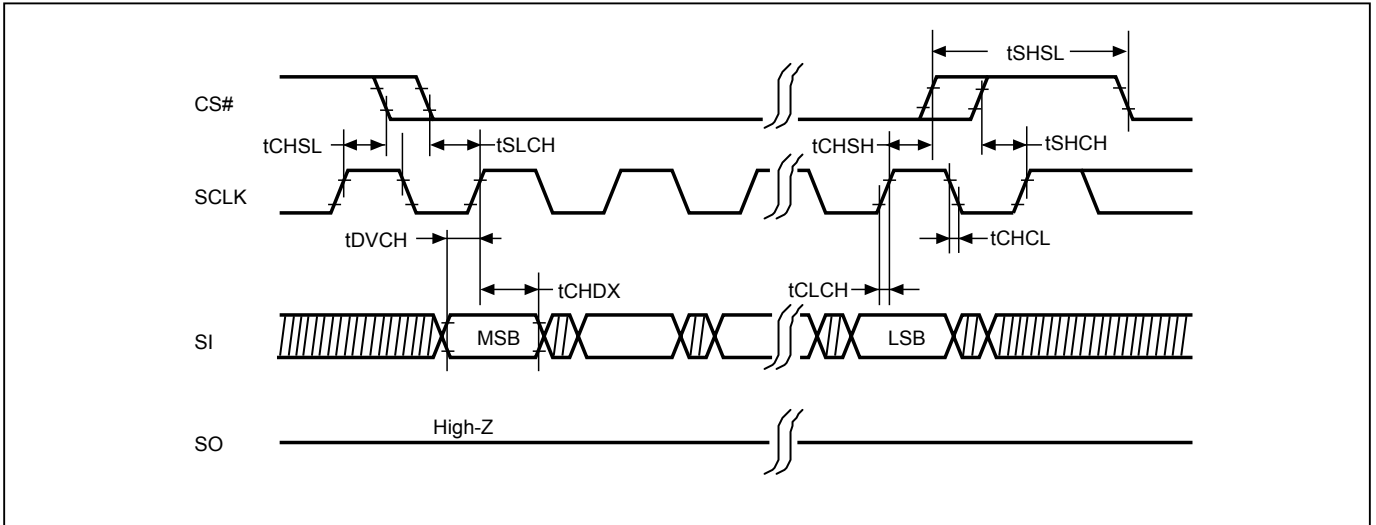 tSHSL
CS#
tCHSL
tSLCH
tCHSH
tSHCH
SCLK
tDVCH
tCHCL
tCHDX
tCLCH
SI
MSB
LSB
High-Z
SO